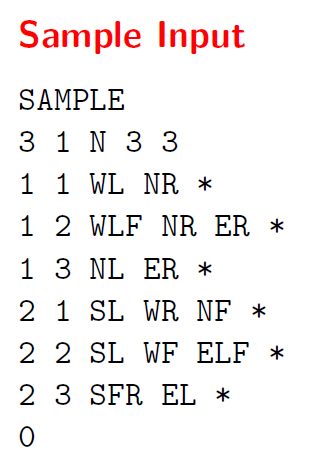 Sample Input
SAMPLE
3 1 N 3 3
1 1 WL NR *
1 2 WLF NR ER *
1 3 NL ER *
2 1 SL WR NF *
2 2 SL WF ELF *
2 3 SFR EL *
0